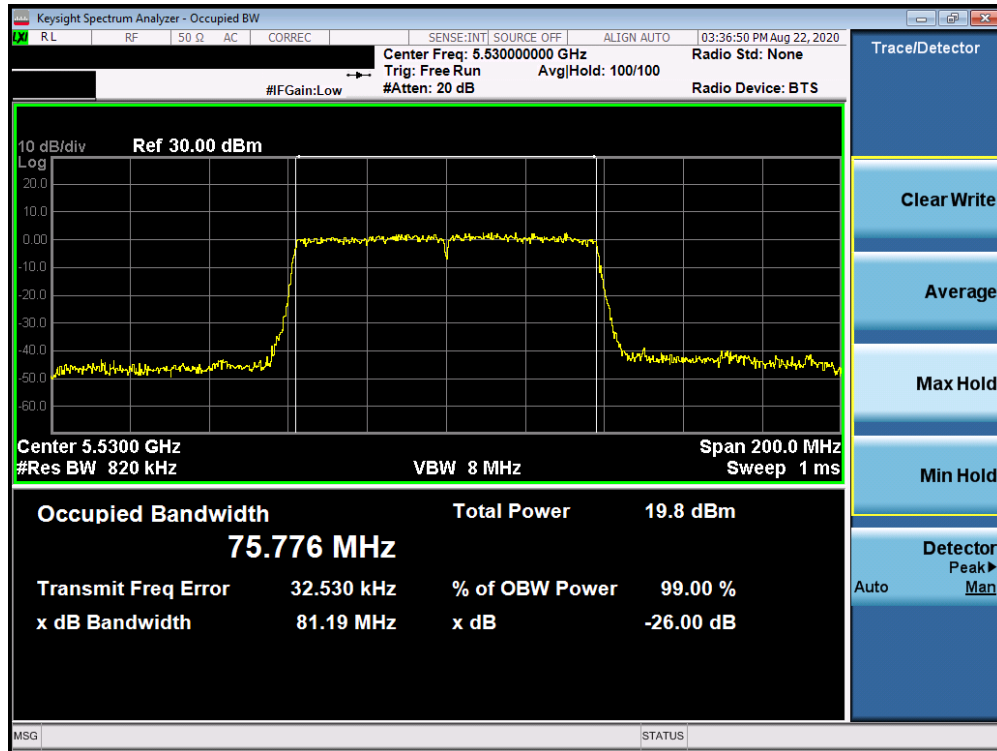 Keysight Spectrum Analyzer - Occupied BW
LXI RL RF 50 Ω AC CORREC SENSE:INT SOURCE OFF ALIGN AUTO 03:36:50 PM Aug 22, 2020
Center Freq: 5.530000000 GHz Radio Std: None
Trig: Free Run Avg|Hold: 100/100
#IFGain:Low #Atten: 20 dB Radio Device: BTS
Trace/Detector
10 dB/div Ref 30.00 dBm
Log
20.0
10.0
0.00
-10.0
-20.0
-30.0
-40.0
-50.0
-60.0
Center 5.5300 GHz Span 200.0 MHz
#Res BW 820 kHz VBW 8 MHz Sweep 1 ms
Occupied Bandwidth Total Power 19.8 dBm
75.776 MHz
Transmit Freq Error 32.530 kHz % of OBW Power 99.00 %
x dB Bandwidth 81.19 MHz x dB -26.00 dB
Clear Write
Average
Max Hold
Min Hold
Detector
Peak▶
Auto Man
MSG STATUS